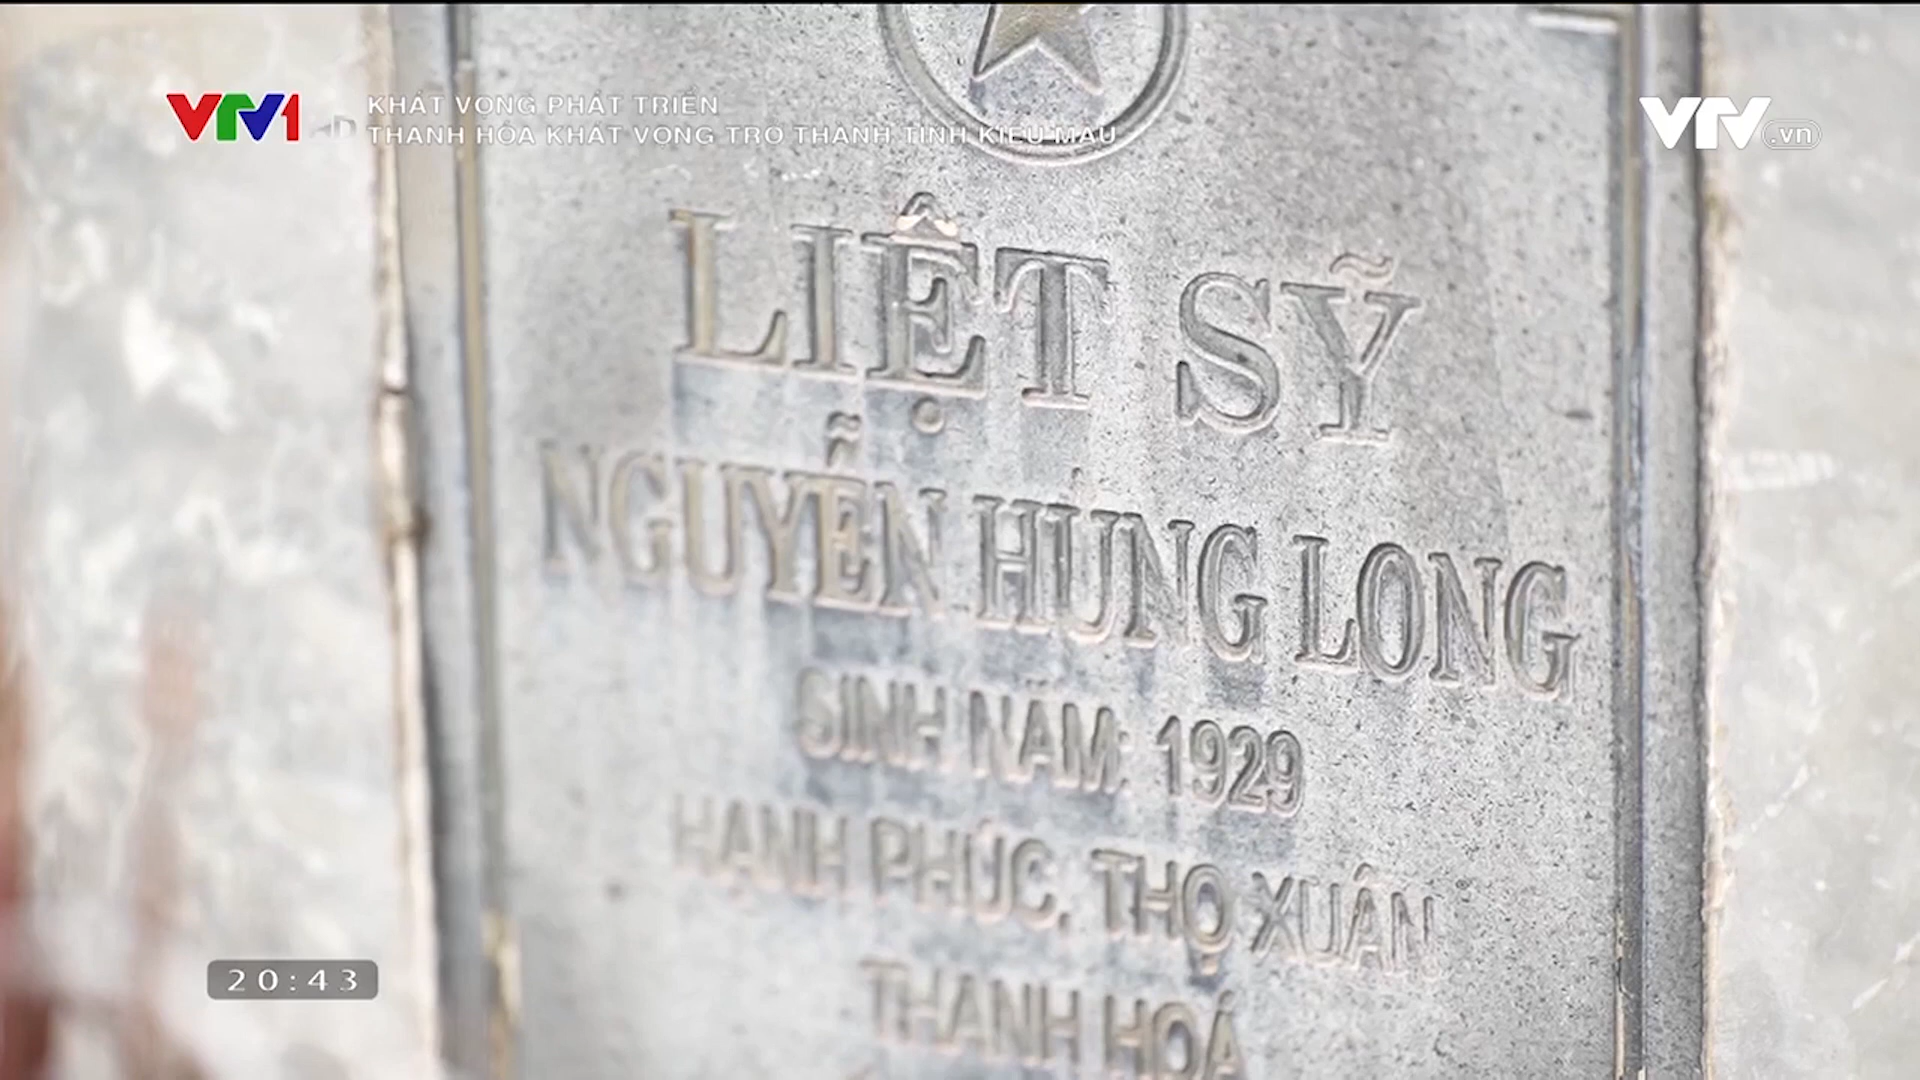 VTV1
KHÁT VỌNG PHÁT TRIỂN
THANH HÓA KHÁT VỌNG TRỞ THÀNH TỈNH KIỂU MẪU
VTV.vn
LIỆT SỸ
NGUYỄN HÙNG LONG
SINH NĂM: 1929
HẠNH PHÚC, THỌ XUÂN
THANH HOÁ
20:43